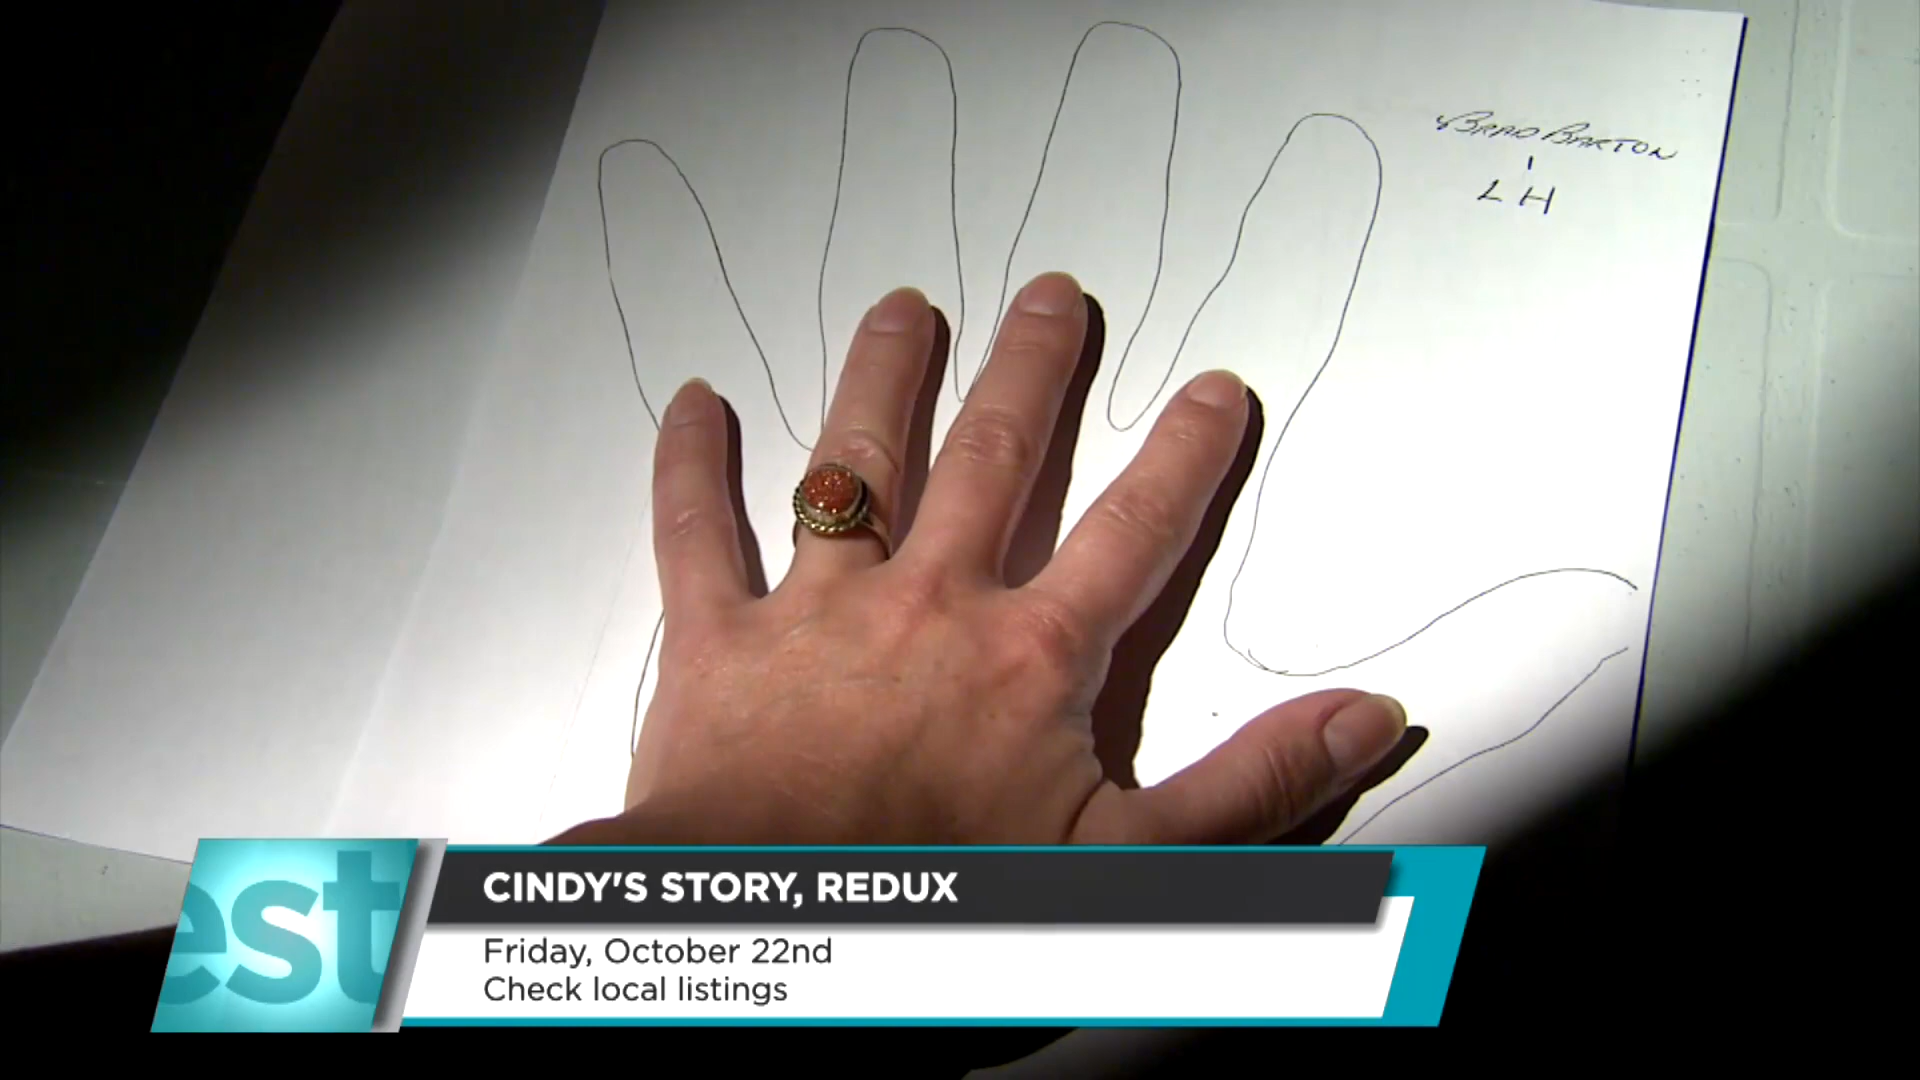 BRAD BARTON
LH
est
CINDY'S STORY, REDUX
Friday, October 22nd
Check local listings